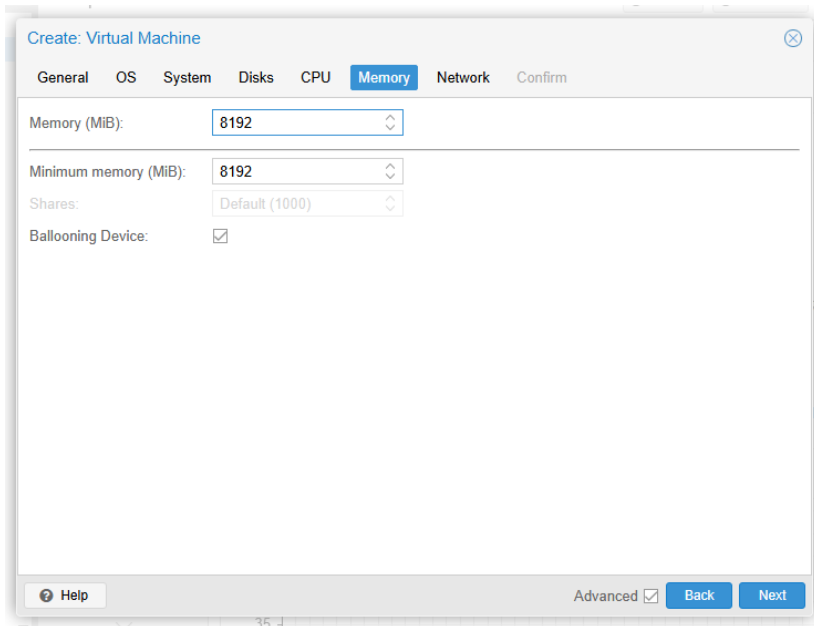 Create: Virtual Machine
General OS System Disks CPU Memory Network Confirm
Memory (MiB): 8192
Minimum memory (MiB): 8192
Shares: Default (1000)
Ballooning Device:
Help Advanced Back Next
35